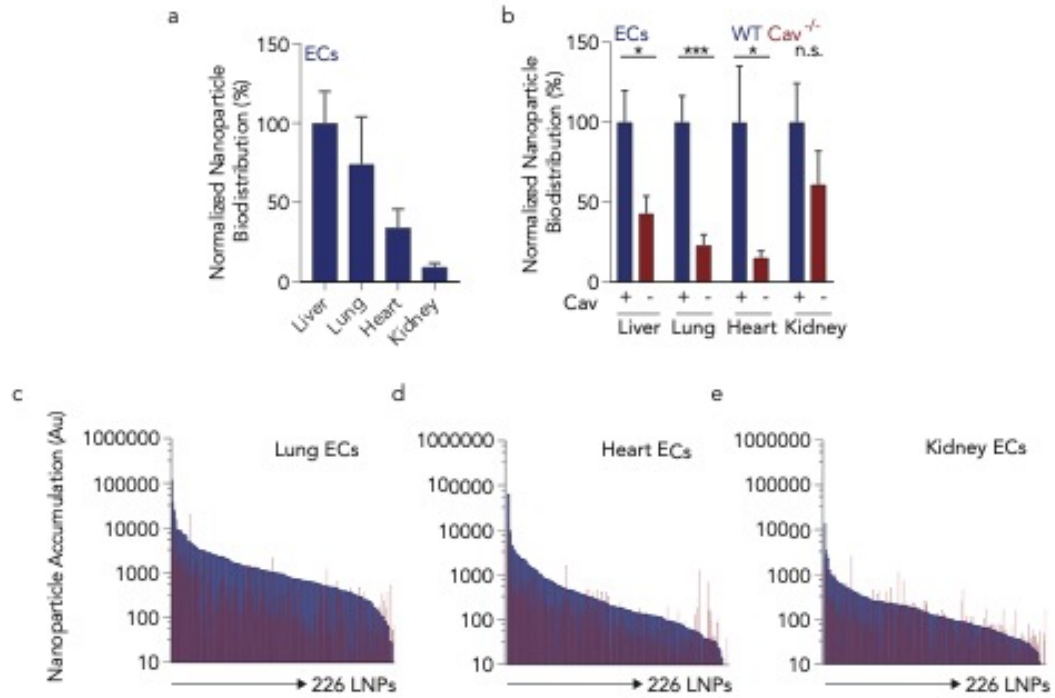 a
Normalized Nanoparticle
Biodistribution (%)
150
100
50
0
ECs
Liver
Lung
Heart
Kidney
b
Normalized Nanoparticle
Biodistribution (%)
150
100
50
0
ECs
WT Cav-/-
*
***
*
n.s.
Cav + - + - + - + -
Liver Lung Heart Kidney
c
Nanoparticle Accumulation (Au)
1000000
100000
10000
1000
100
10
Lung ECs
226 LNPs
d
1000000
100000
10000
1000
100
10
Heart ECs
226 LNPs
e
1000000
100000
10000
1000
100
10
Kidney ECs
226 LNPs